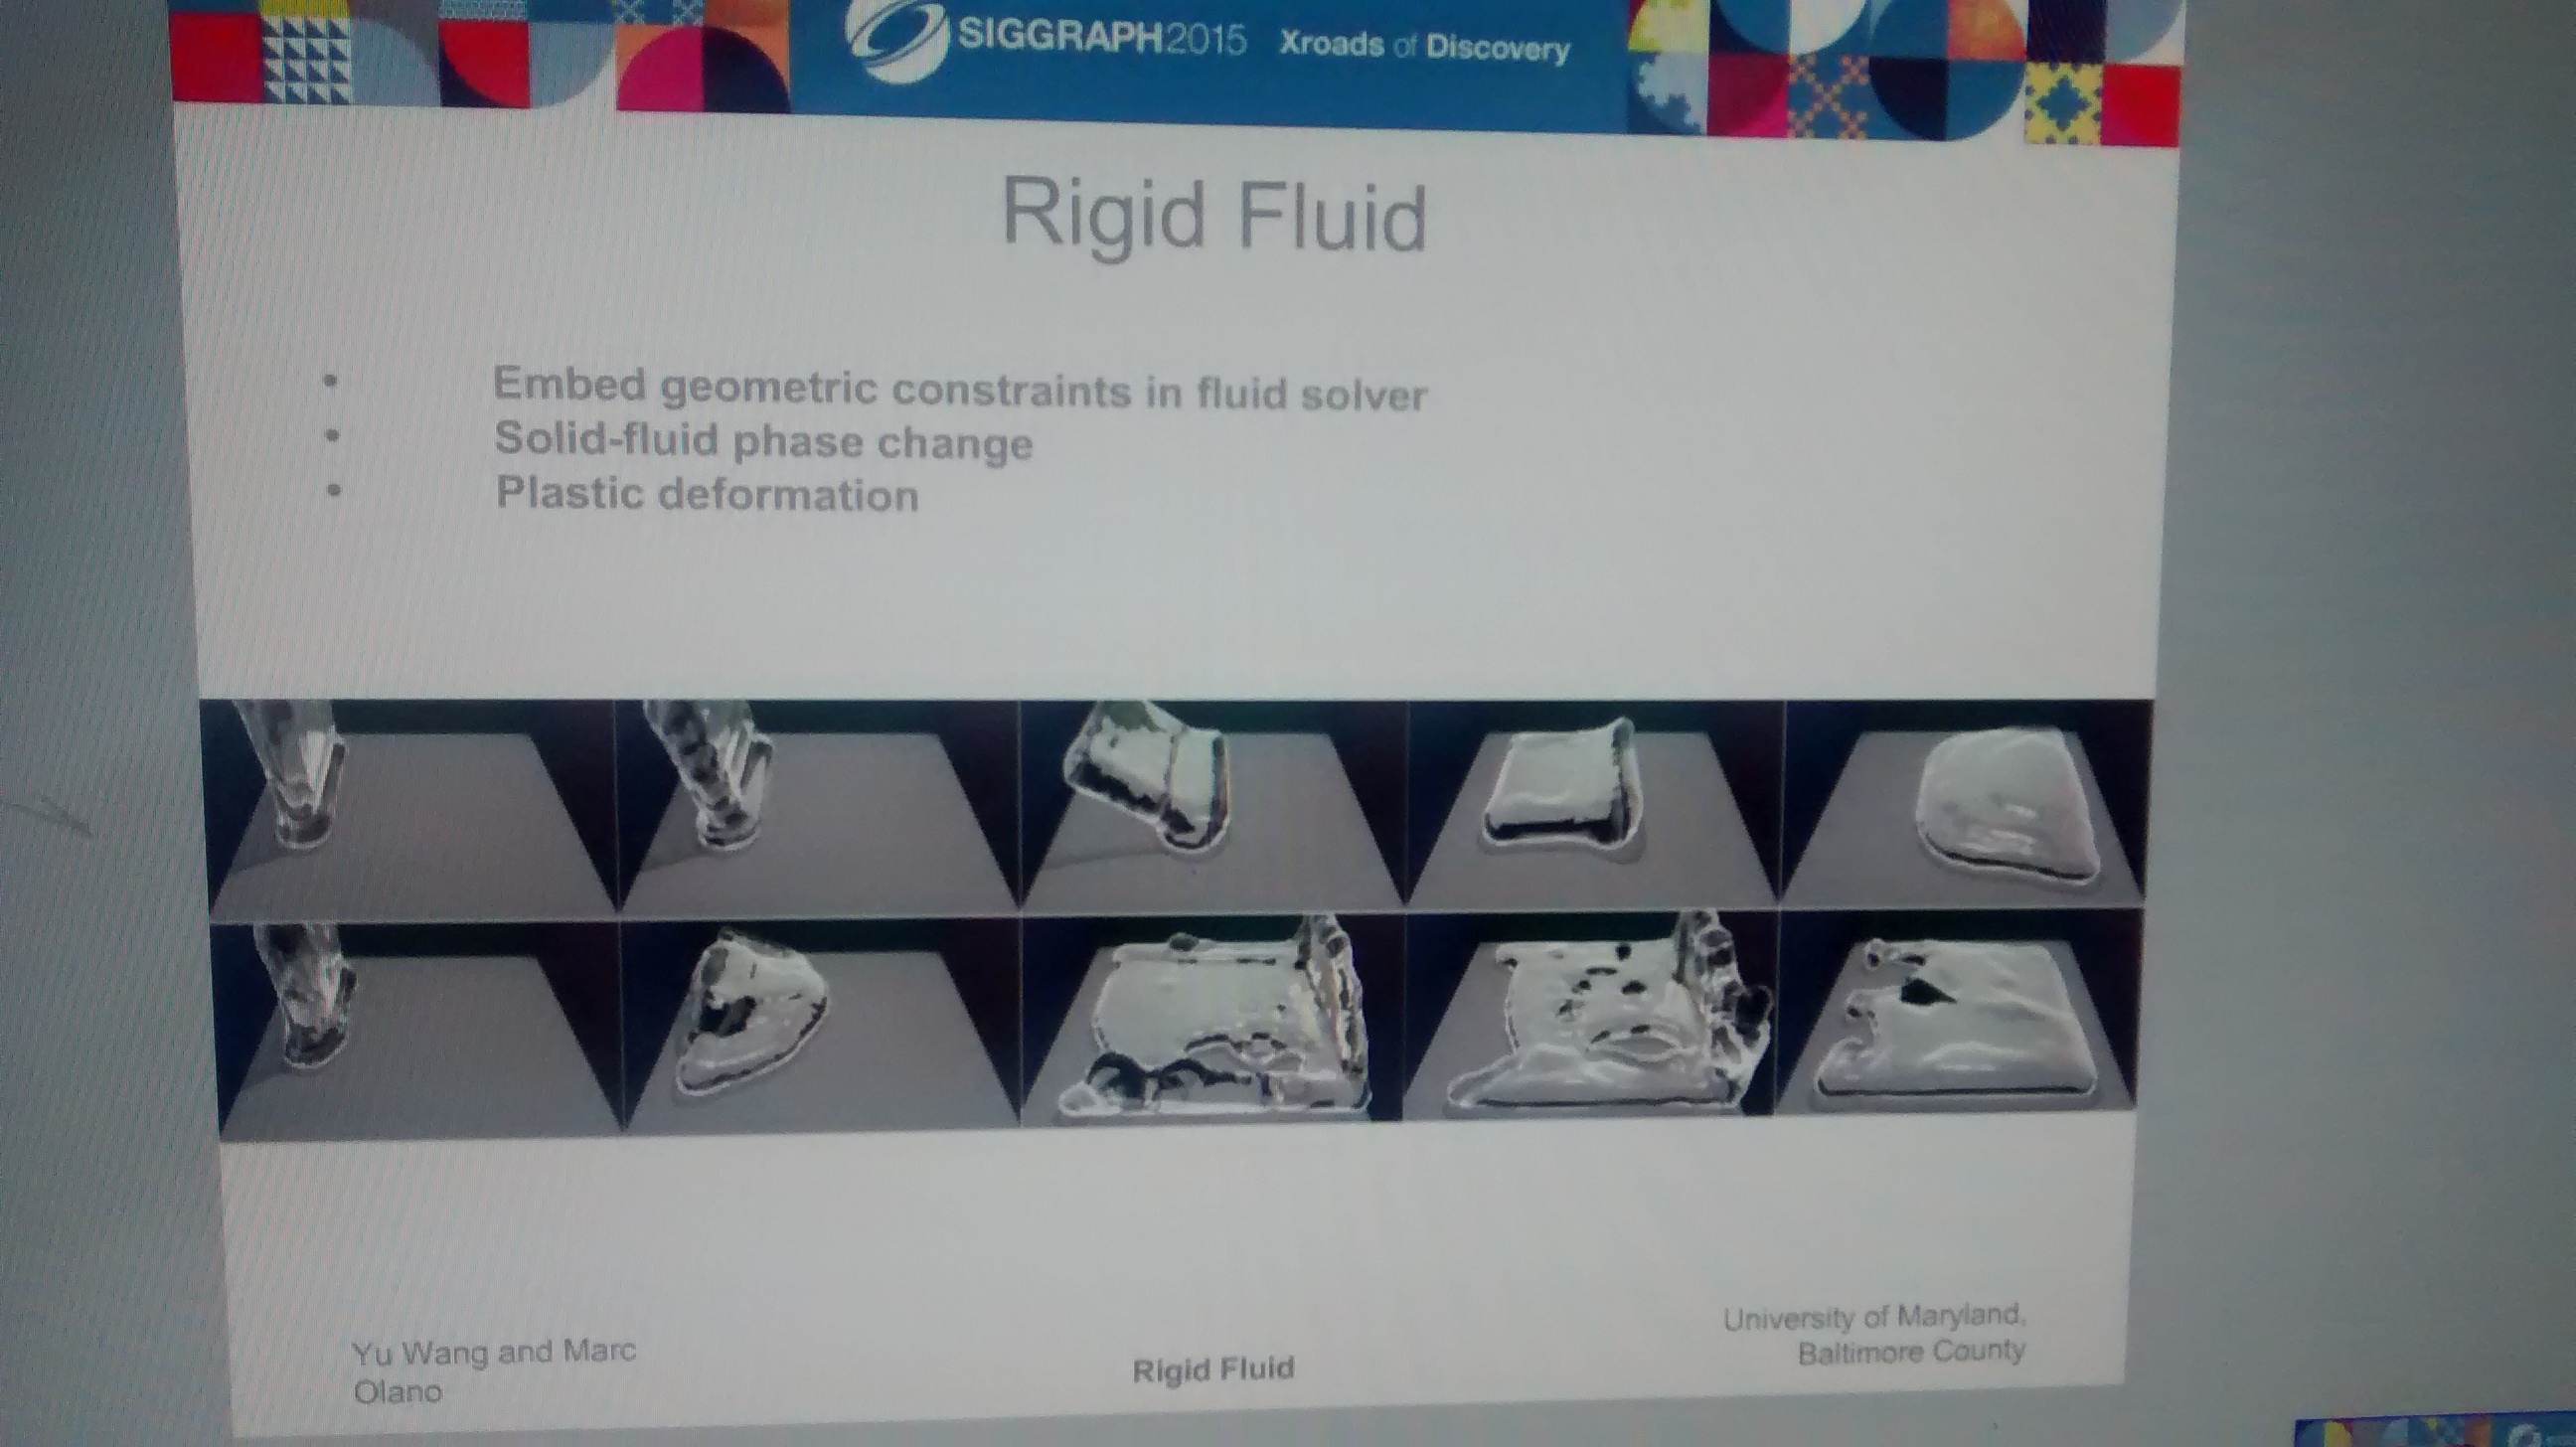 SIGGRAPH2015 Xroads of Discovery
Rigid Fluid
• Embed geometric constraints in fluid solver
• Solid-fluid phase change
• Plastic deformation
Yu Wang and Marc
Olano
Rigid Fluid
University of Maryland,
Baltimore County